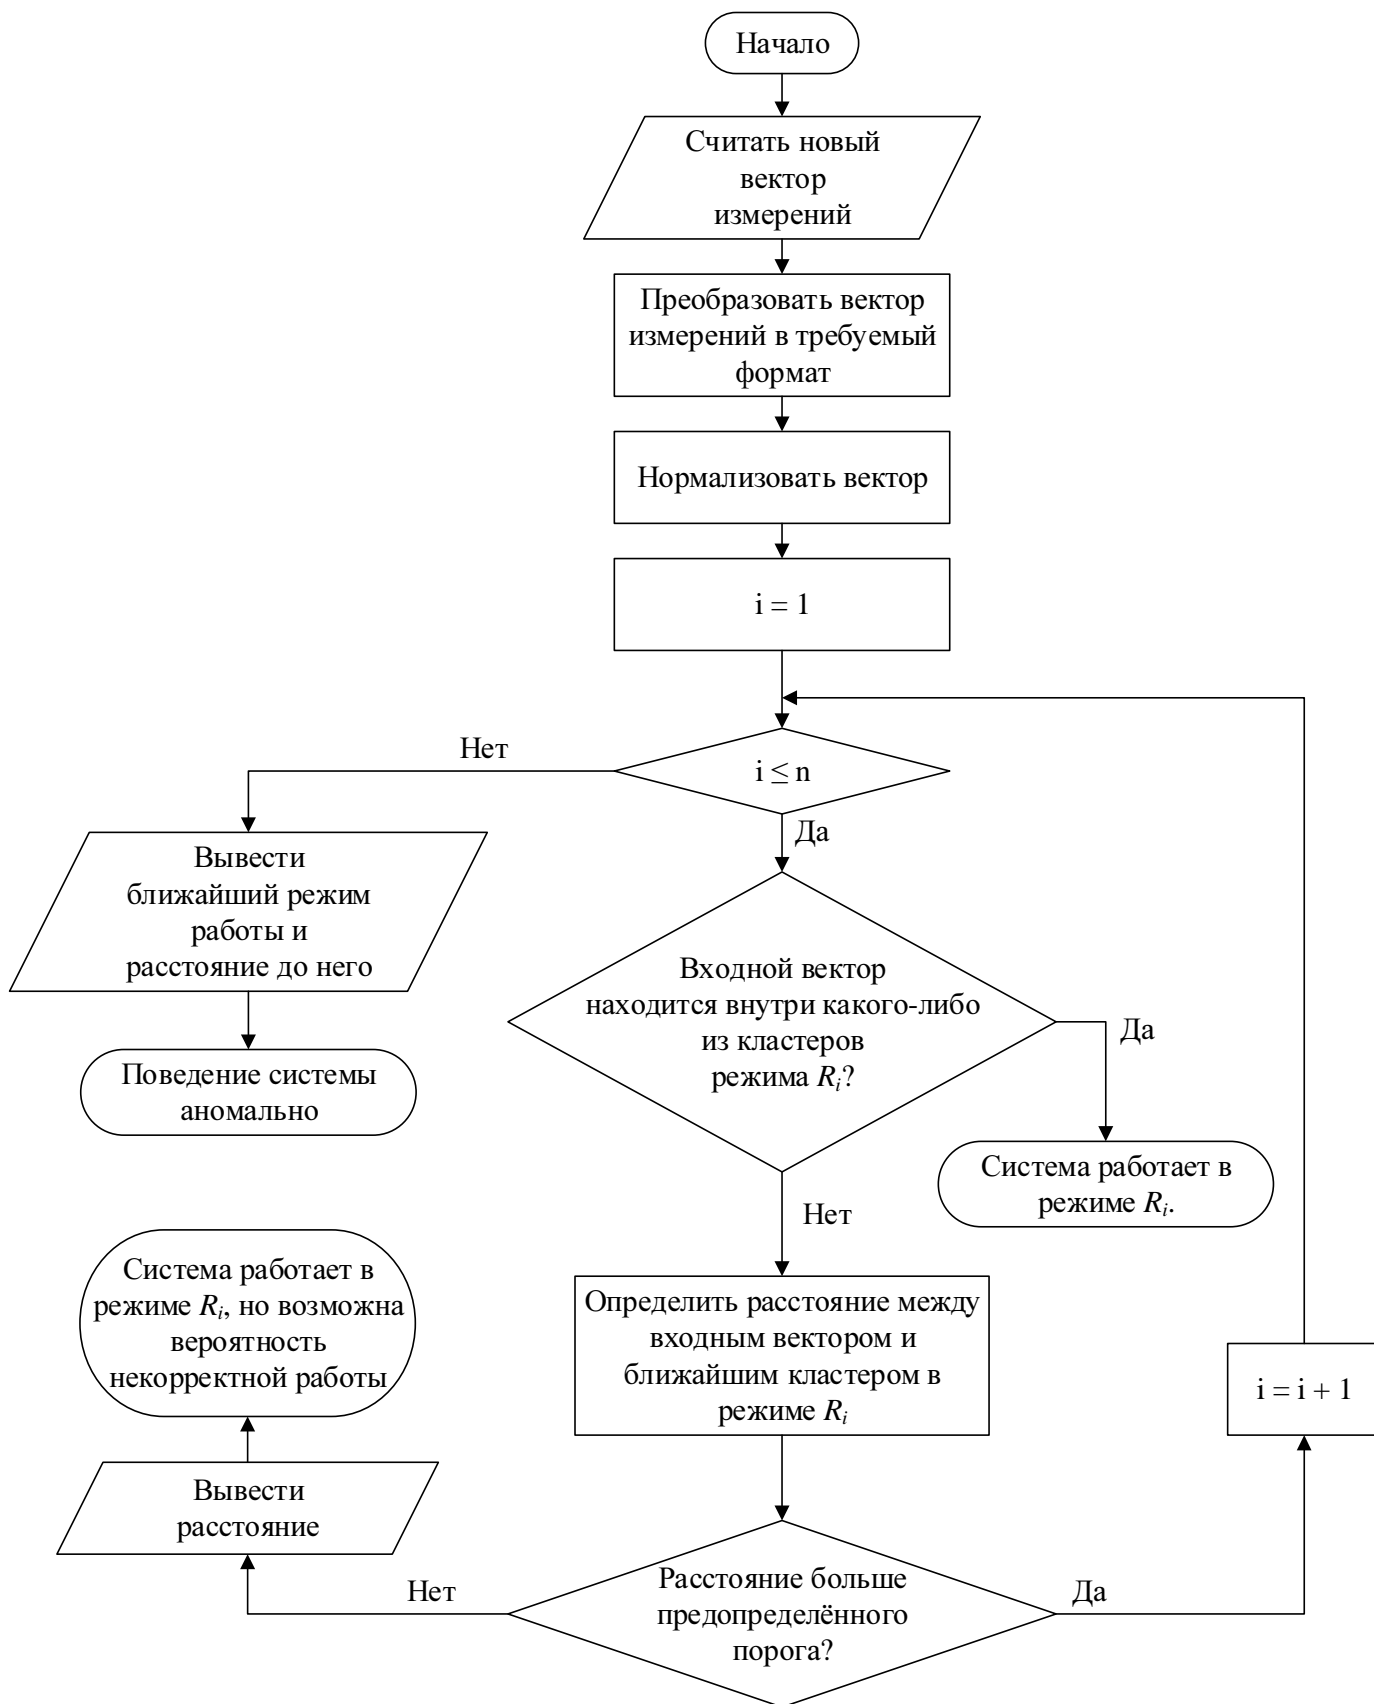 Начало
Считать новый
вектор
измерений
Преобразовать вектор
измерений в требуемый
формат
Нормализовать вектор
i = 1
i ≤ n
Нет
Да
Вывести
ближайший режим
работы и
расстояние до него
Поведение системы
аномально
Входной вектор
находится внутри какого-либо
из кластеров
режима Rᵢ?
Да
Система работает в
режиме Rᵢ.
Нет
Определить расстояние между
входным вектором и
ближайшим кластером в
режиме Rᵢ
i = i + 1
Расстояние больше
предопределённого
порога?
Да
Нет
Вывести
расстояние
Система работает в
режиме Rᵢ, но возможна
вероятность
некорректной работы